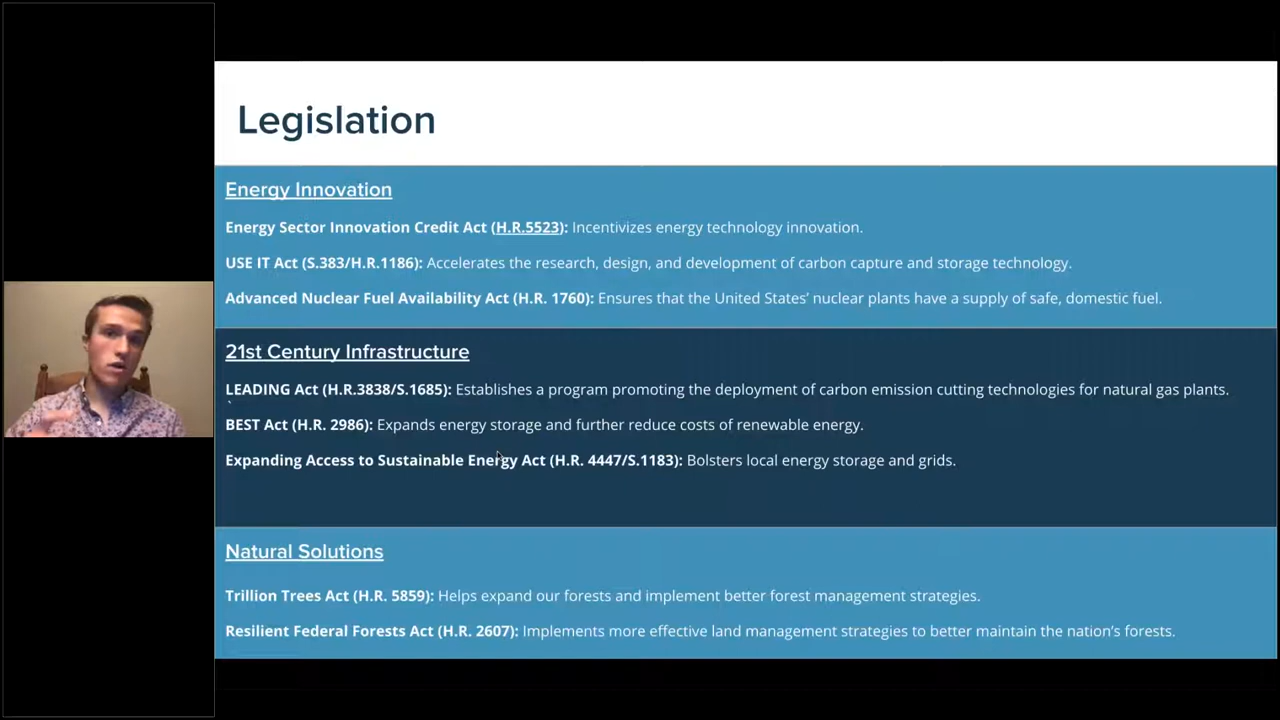 Legislation
Energy Innovation
Energy Sector Innovation Credit Act (H.R.5523): Incentivizes energy technology innovation.
USE IT Act (S.383/H.R.1186): Accelerates the research, design, and development of carbon capture and storage technology.
Advanced Nuclear Fuel Availability Act (H.R. 1760): Ensures that the United States’ nuclear plants have a supply of safe, domestic fuel.
21st Century Infrastructure
LEADING Act (H.R.3838/S.1685): Establishes a program promoting the deployment of carbon emission cutting technologies for natural gas plants.
`
BEST Act (H.R. 2986): Expands energy storage and further reduce costs of renewable energy.
Expanding Access to Sustainable Energy Act (H.R. 4447/S.1183): Bolsters local energy storage and grids.
Natural Solutions
Trillion Trees Act (H.R. 5859): Helps expand our forests and implement better forest management strategies.
Resilient Federal Forests Act (H.R. 2607): Implements more effective land management strategies to better maintain the nation’s forests.